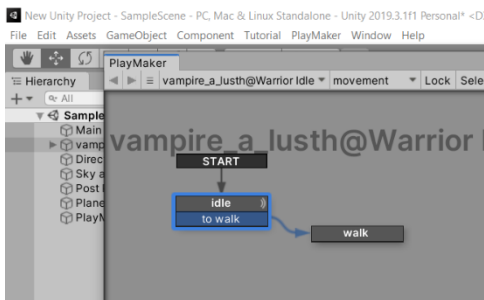 New Unity Project - SampleScene - PC, Mac & Linux Standalone - Unity 2019.3.1f1 Personal* <D
File Edit Assets GameObject Component Tutorial PlayMaker Window Help
PlayMaker
Hierarchy
vampire_a_lusth@Warrior Idle movement Lock Sele
All
Sample
Main
vamp
Direc
Sky a
Post
Plane
PlayM
vampire_a_lusth@Warrior
START
idle
to walk
walk